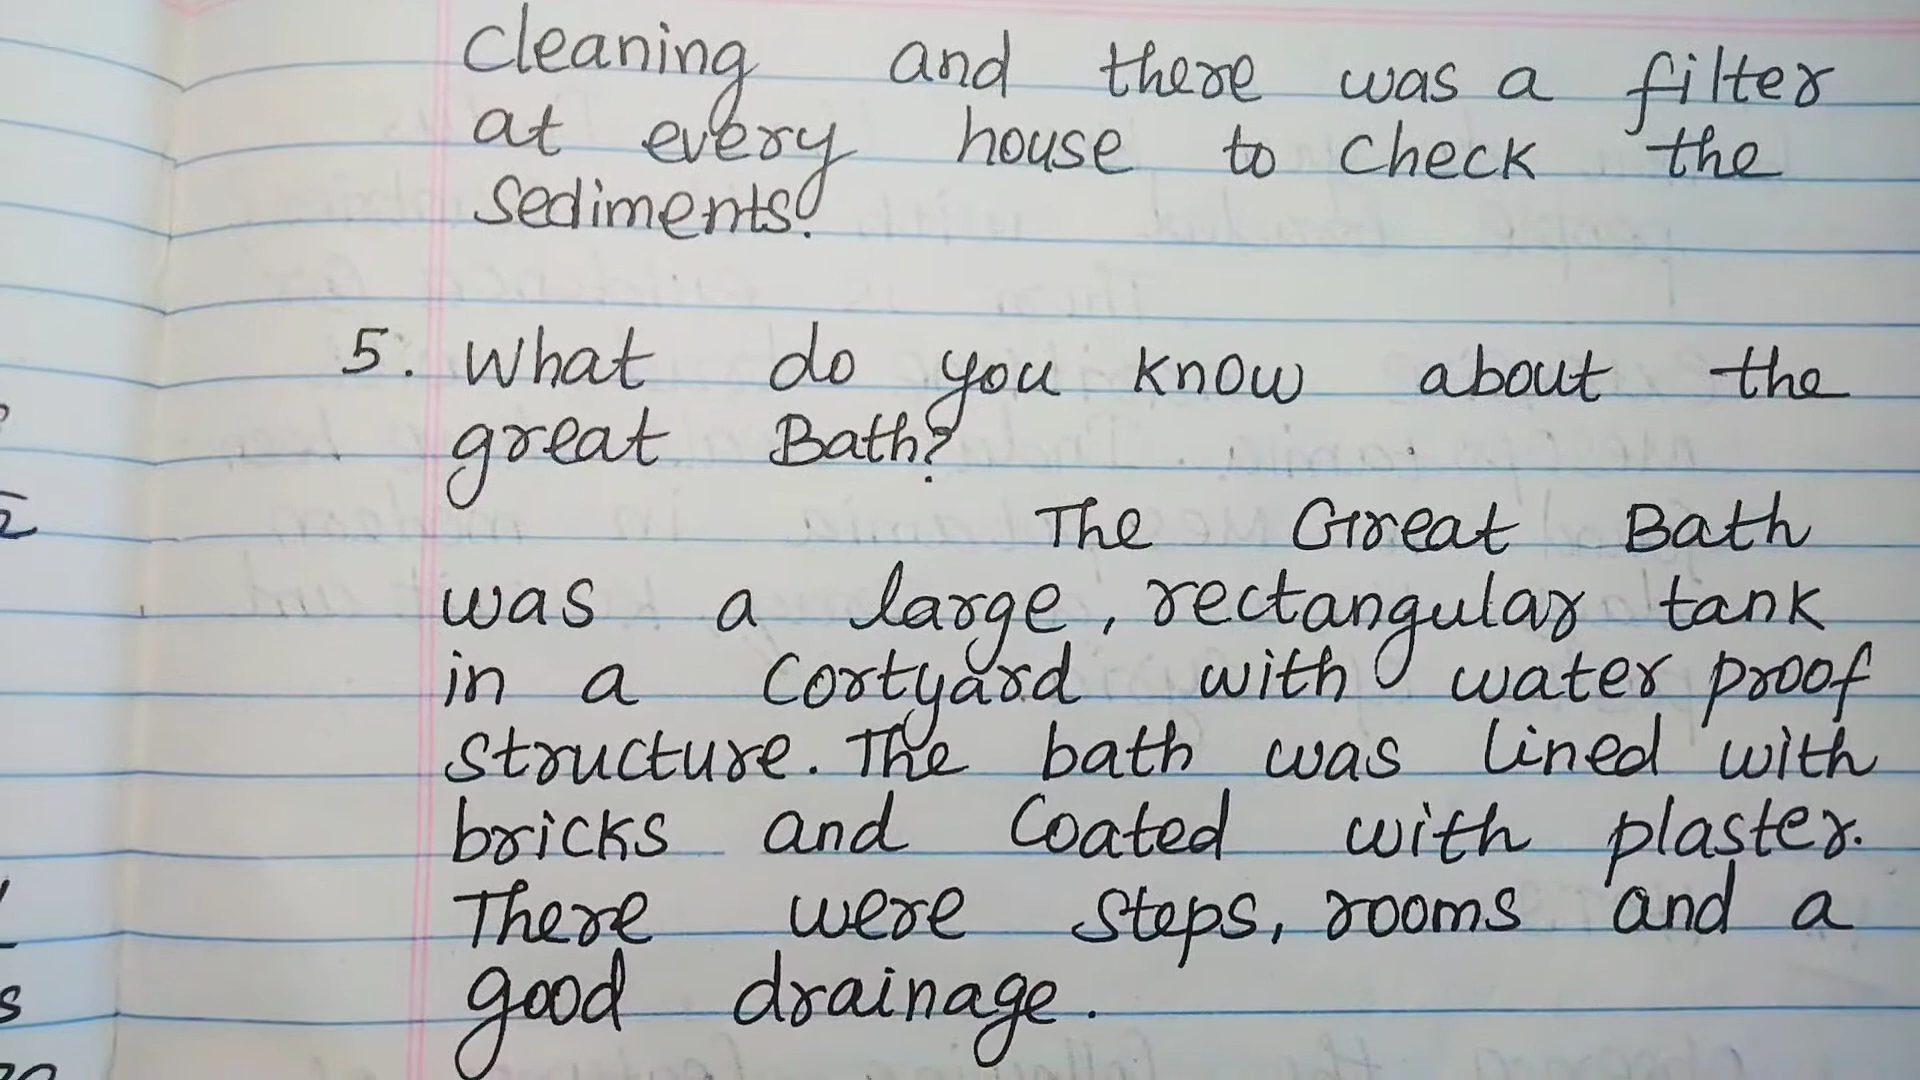 cleaning and there was a filter
at every house to check the
sediments.
5. What do you know about the
great Bath?
The Great Bath
was a large, rectangular tank
in a cortyard with water proof
structure. The bath was lined with
bricks and coated with plaster.
There were steps, rooms and a
good drainage.